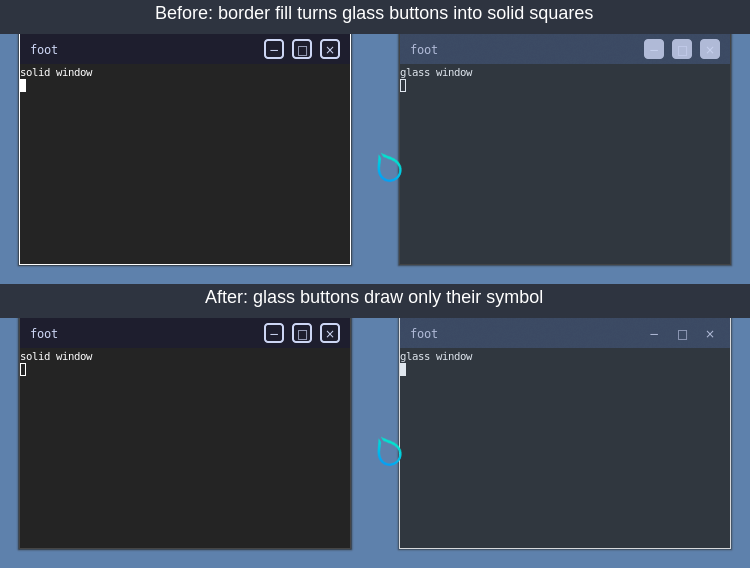 Before: border fill turns glass buttons into solid squares
foot − □ ×
solid window
foot − □ ×
glass window
After: glass buttons draw only their symbol
foot − □ ×
solid window
foot − □ ×
glass window